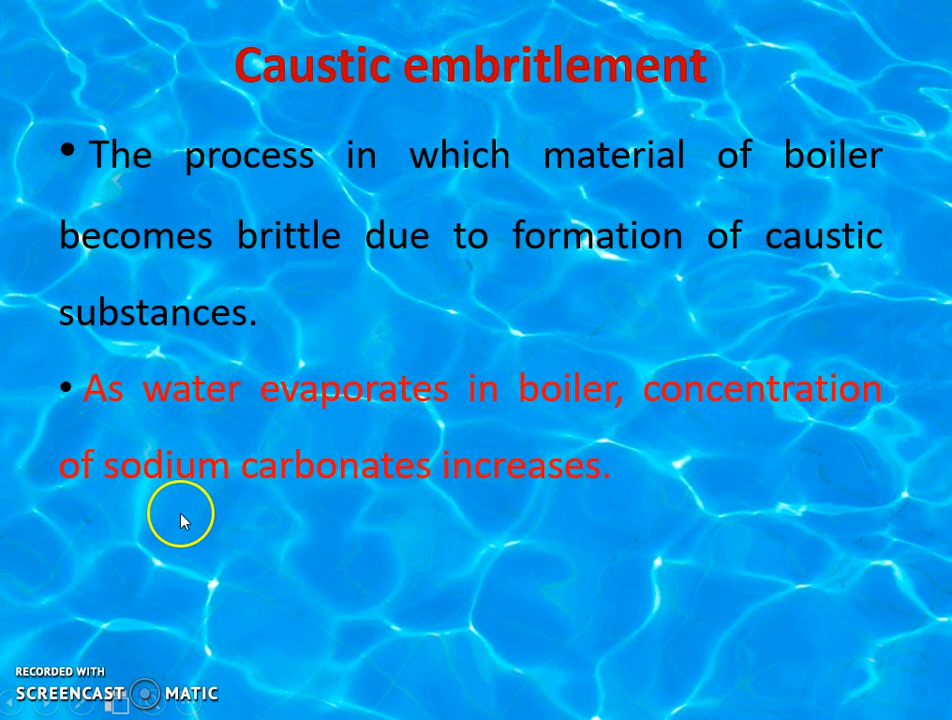 Caustic embritlement
• The process in which material of boiler
becomes brittle due to formation of caustic
substances.
• As water evaporates in boiler, concentration
of sodium carbonates increases.
RECORDED WITH
SCREENCAST MATIC